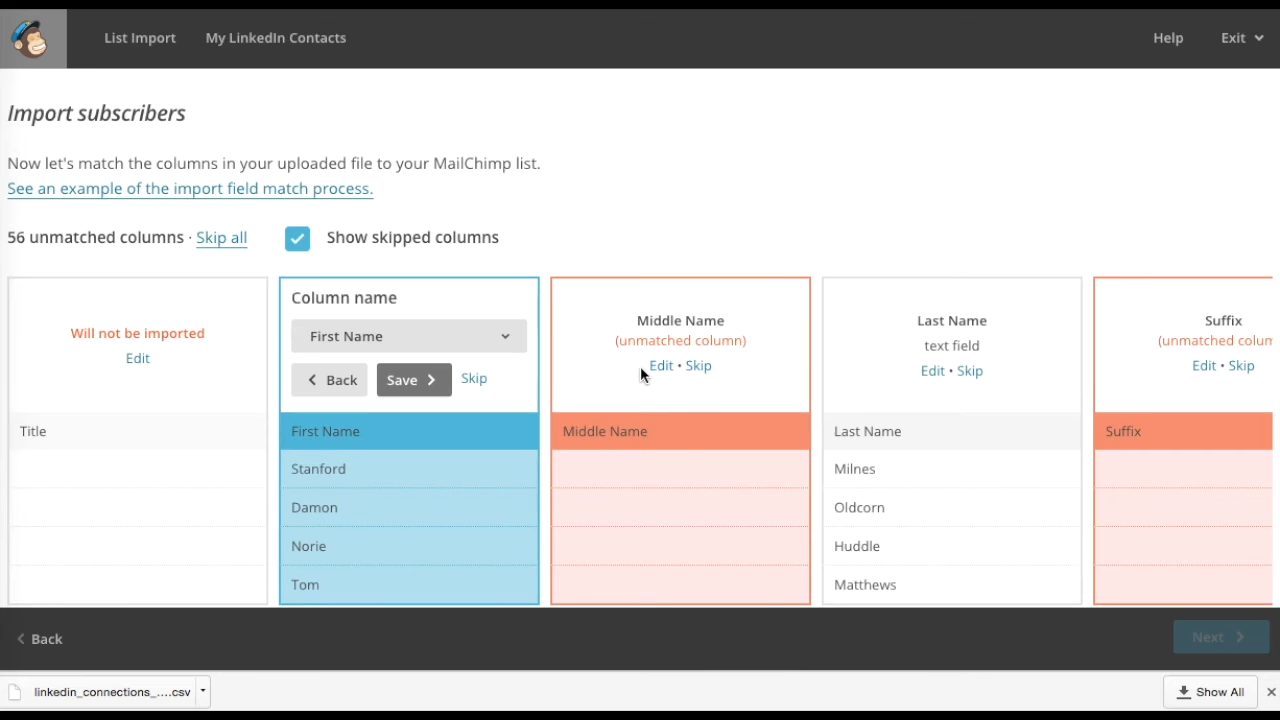 List Import My LinkedIn Contacts Help Exit
Import subscribers
Now let's match the columns in your uploaded file to your MailChimp list.
See an example of the import field match process.
56 unmatched columns · Skip all Show skipped columns
Will not be imported
Edit
Title
Column name
First Name
Back Save Skip
First Name
Stanford
Damon
Norie
Tom
Middle Name
(unmatched column)
Edit • Skip
Middle Name
Last Name
text field
Edit • Skip
Last Name
Milnes
Oldcorn
Huddle
Matthews
Suffix
(unmatched colum
Edit • Skip
Suffix
Back Next
linkedin_connections_....csv Show All